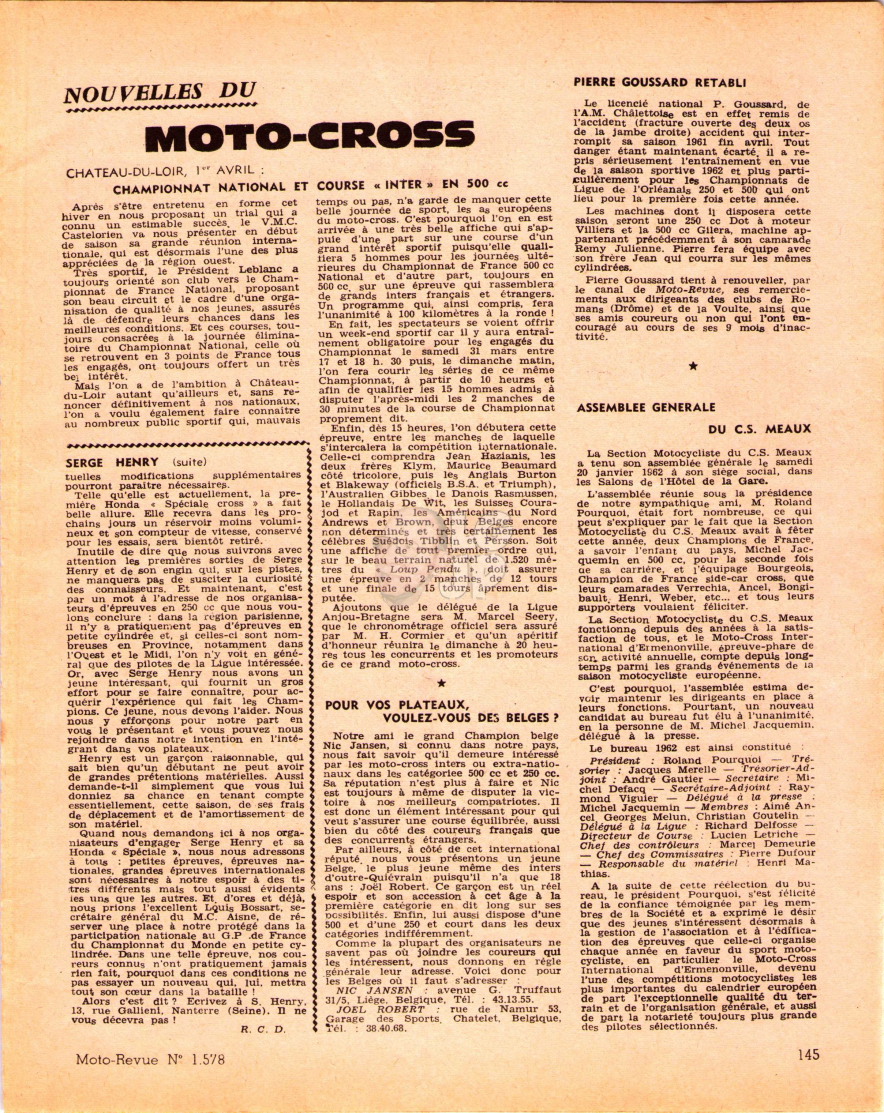 NOUVELLES DU
MOTO-CROSS
CHATEAU-DU-LOIR, 1er AVRIL :
CHAMPIONNAT NATIONAL ET COURSE « INTER » EN 500 cc
Après s'être entretenu en forme cet
hiver en nous proposant un trial qui a
connu un estimable succès, le V.M.C.
Castelorien va nous présenter en début
de saison sa grande réunion interna-
tionale, qui est désormais l'une des plus
appréciées de la région ouest.
Très sportif, le Président Leblanc a
toujours orienté son club vers le Cham-
pionnat de France National, proposant
son beau circuit et le cadre d'une orga-
nisation de qualité à nos jeunes, assurés
là de défendre leurs chances dans les
meilleures conditions. Et ces courses, tou-
jours consacrées à la journée élimina-
toire du Championnat National, celle où
se retrouvent en 3 points de France tous
les engagés, ont toujours offert un très
bel intérêt.
Mais l'on a de l'ambition à Château-
du-Loir autant qu'ailleurs et, sans re-
noncer définitivement à nos nationaux,
l'on a voulu également faire connaître
au nombreux public sportif qui, mauvais
temps ou pas, n'a garde de manquer cette
belle journée de sport, les as européens
du moto-cross. C'est pourquoi l'on en est
arrivée à une très belle affiche qui s'ap-
puie d'une part sur une course d'un
grand intérêt sportif puisqu'elle quali-
fiera 5 hommes pour les journées ulté-
rieures du Championnat de France 500 cc
National et d'autre part, toujours en
500 cc, sur une épreuve qui rassemblera
de grands inters français et étrangers.
Un programme qui, ainsi compris, fera
l'unanimité à 100 kilomètres à la ronde !
En fait, les spectateurs se voient offrir
un week-end sportif car il y aura entraî-
nement obligatoire pour les engagés du
Championnat le samedi 31 mars entre
17 et 18 h. 30 puis, le dimanche matin,
l'on fera courir les séries de ce même
Championnat, à partir de 10 heures et
afin de qualifier les 15 hommes admis à
disputer l'après-midi les 2 manches de
30 minutes de la course de Championnat
proprement dit.
Enfin, dès 15 heures, l'on débutera cette
épreuve, entre les manches de laquelle
s'intercalera la compétition internationale.
Celle-ci comprendra Jean Hazianis, les
deux frères Klym, Maurice Beaumard
côté tricolore, puis les Anglais Burton
et Blakeway (officiels B.S.A. et Triumph),
l'Australien Gibbes, le Danois Rasmussen,
le Hollandais De Wit, les Suisses Coura-
jod et Rapin, les Américains du Nord
Andrews et Brown, deux Belges encore
non déterminés et très certainement les
célèbres Suédois Tibblin et Persson. Soit
une affiche de tout premier ordre qui,
sur le beau terrain naturel de 1.520 mè-
tres du « Loup Pendu », doit assurer
une épreuve en 2 manches de 12 tours
et une finale de 15 tours âprement dis-
putée.
Ajoutons que le délégué de la Ligue
Anjou-Bretagne sera M. Marcel Seery,
que le chronométrage officiel sera assuré
par M. H. Cormier et qu'un apéritif
d'honneur réunira le dimanche à 20 heu-
res tous les concurrents et les promoteurs
de ce grand moto-cross.
SERGE HENRY (suite)
tuelles modifications supplémentaires
pourront paraître nécessaires.
Telle qu'elle est actuellement, la pre-
mière Honda « Spéciale cross » a fait
belle allure. Elle recevra dans les pro-
chains jours un réservoir moins volumi-
neux et son compteur de vitesse, conservé
pour les essais, sera bientôt retiré.
Inutile de dire que nous suivrons avec
attention les premières sorties de Serge
Henry et de son engin qui, sur les pistes,
ne manquera pas de susciter la curiosité
des connaisseurs. Et maintenant, c'est
par un mot à l'adresse de nos organisa-
teurs d'épreuves en 250 cc que nous vou-
lons conclure : dans la région parisienne,
il n'y a pratiquement pas d'épreuves en
petite cylindrée et, si celles-ci sont nom-
breuses en Province, notamment dans
l'Ouest et le Midi, l'on n'y voit en géné-
ral que des pilotes de la Ligue intéressée.
Or, avec Serge Henry nous avons un
jeune intéressant, qui fournit un gros
effort pour se faire connaître, pour ac-
quérir l'expérience qui fait les Cham-
pions. Ce jeune, nous devons l'aider. Nous
nous y efforçons pour notre part en
vous le présentant et vous pouvez nous
rejoindre dans notre intention en l'inté-
grant dans vos plateaux.
Henry est un garçon raisonnable, qui
sait bien qu'un débutant ne peut avoir
de grandes prétentions matérielles. Aussi
demande-t-il simplement que vous lui
donniez sa chance en tenant compte
essentiellement, cette saison, de ses frais
de déplacement et de l'amortissement de
son matériel.
Quand nous demandons ici à nos orga-
nisateurs d'engager Serge Henry et sa
Honda « Spéciale », nous nous adressons
à tous : petites épreuves, épreuves na-
tionales, grandes épreuves internationales
sont nécessaires à notre espoir à des ti-
tres différents mais tout aussi évidents
les uns que les autres. Et, d'ores et déjà,
nous prions l'excellent Louis Bossart, se-
crétaire général du M.C. Aisne, de ré-
server une place à notre protégé dans la
participation nationale au G.P. de France
du Championnat du Monde en petite cy-
lindrée. Dans une telle épreuve, nos cou-
reurs connus n'ont pratiquement jamais
rien fait, pourquoi dans ces conditions ne
pas essayer un nouveau qui, lui, mettra
tout son cœur dans la bataille !
Alors c'est dit ? Ecrivez à S. Henry,
13, rue Gallieni, Nanterre (Seine). Il ne
vous décevra pas !
R. C. D.
POUR VOS PLATEAUX,
VOULEZ-VOUS DES BELGES ?
Notre ami le grand Champion belge
Nic Jansen, si connu dans notre pays,
nous fait savoir qu'il demeure intéressé
par les moto-cross inters ou extra-natio-
naux dans les catégoriee 500 cc et 250 cc.
Sa réputation n'est plus à faire et Nic
est toujours à même de disputer la vic-
toire à nos meilleurs compatriotes. Il
est donc un élément intéressant pour qui
veut s'assurer une course équilibrée, aussi
bien du côté des coureurs français que
des concurrents étrangers.
Par ailleurs, à côté de cet international
réputé, nous vous présentons un jeune
Belge, le plus jeune même des inters
d'outre-Quiévrain puisqu'il n'a que 18
ans : Joël Robert. Ce garçon est un réel
espoir et son accession à cet âge à la
première catégorie en dit long sur ses
possibilités. Enfin, lui aussi dispose d'une
500 et d'une 250 et court dans les deux
catégories indifféremment.
Comme la plupart des organisateurs ne
savent pas où joindre les coureurs qui
les intéressent, nous donnons en règle
générale leur adresse. Voici donc pour
les Belges où il faut s'adresser :
NIC JANSEN : avenue G. Truffaut
31/5, Liége, Belgique, Tél. : 43.13.55.
JOEL ROBERT : rue de Namur 53,
Garage des Sports, Chatelet, Belgique,
Tél. : 38.40.68.
PIERRE GOUSSARD RETABLI
Le licencié national P. Goussard, de
l'A.M. Châlettoise est en effet remis de
l'accident (fracture ouverte des deux os
de la jambe droite) accident qui inter-
rompit sa saison 1961 fin avril. Tout
danger étant maintenant écarté, il a re-
pris sérieusement l'entraînement en vue
de la saison sportive 1962 et plus parti-
culièrement pour les Championnats de
Ligue de l'Orléanais 250 et 500 qui ont
lieu pour la première fois cette année.
Les machines dont il disposera cette
saison seront une 250 cc Dot à moteur
Villiers et la 500 cc Gilera, machine ap-
partenant précédemment à son camarade
Remy Julienne. Pierre fera équipe avec
son frère Jean qui courra sur les mêmes
cylindrées.
Pierre Goussard tient à renouveller, par
le canal de Moto-Revue, ses remercie-
ments aux dirigeants des clubs de Ro-
mans (Drôme) et de la Voulte, ainsi que
ses amis coureurs ou non qui l'ont en-
couragé au cours de ses 9 mois d'inac-
tivité.
ASSEMBLEE GENERALE
DU C.S. MEAUX
La Section Motocycliste du C.S. Meaux
a tenu son assemblée générale le samedi
20 janvier 1962 à son siège social, dans
les Salons de l'Hôtel de la Gare.
L'assemblée réunie sous la présidence
de notre sympathique ami, M. Roland
Pourquoi, était fort nombreuse, ce qui
peut s'expliquer par le fait que la Section
Motocycliste du C.S. Meaux avait à fêter
cette année, deux Champions de France,
a savoir l'enfant du pays, Michel Jac-
quemin en 500 cc, pour la seconde fois
de sa carrière, et l'équipage Bourgeois,
Champion de France side-car cross, que
leurs camarades Verrechia, Ancel, Bongi-
bault, Henri, Weber, etc... et tous leurs
supporters voulaient féliciter.
La Section Motocycliste du C.S. Meaux
fonctionne depuis des années à la satis-
faction de tous, et le Moto-Cross Inter-
national d'Ermenonville, épreuve-phare de
son activité annuelle, compte depuis long-
temps parmi les grands événements de la
saison motocycliste européenne.
C'est pourquoi, l'assemblée estima de-
voir maintenir les dirigeants en place a
leurs fonctions. Pourtant, un nouveau
candidat au bureau fut élu à l'unanimité,
en la personne de M. Michel Jacquemin,
délégué à la presse.
Le bureau 1962 est ainsi constitué :
Président : Roland Pourquoi — Tré-
sorier : Jacques Merelle — Trésorier-Ad-
joint : André Gautier — Secrétaire : Mi-
chel Defacq — Secrétaire-Adjoint : Ray-
mond Viguier — Délégué à la presse :
Michel Jacquemin — Membres : Aimé An-
cel, Georges Melun, Christian Coutelin —
Délégué à la Ligue : Richard Delfosse —
Directeur de Course : Lucien Letriche —
Chef des contrôleurs : Marcel Demeurie
— Chef des Commissaires : Pierre Dufour
— Responsable du matériel : Henri Ma-
thias.
A la suite de cette réélection du bu-
reau, le président Pourquoi, s'est félicité
de la confiance témoignée par les mem-
bres de la Société et a exprimé le désir
que des jeunes s'intéressent désormais à
la gestion de l'association et à l'édifica-
tion des épreuves que celle-ci organise
chaque année en faveur du sport moto-
cycliste, en particulier le Moto-Cross
International d'Ermenonville, devenu
l'une des compétitions motocyclistes les
plus importantes du calendrier européen
de part l'exceptionnelle qualité du ter-
rain et de l'organisation générale, et aussi
de part la notariété toujours plus grande
des pilotes sélectionnés.
Moto-Revue N° 1.578
145